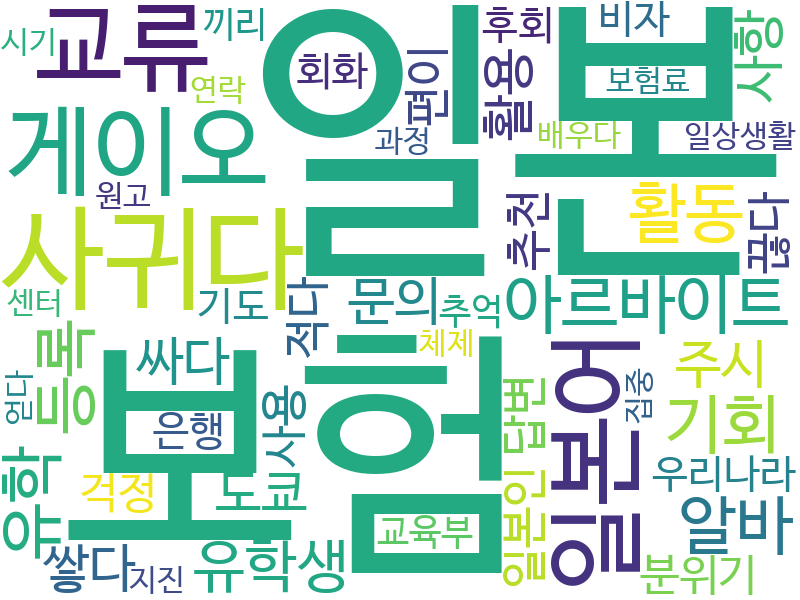 시기
교류
끼리
연락
회화
일본
편이
후회
활용
비자
보험료
사항
배우다
일상생활
과정
게이오
원고
사귀다
추천
활동
끊다
센터
기도
적다
문의
추억
아르바이트
체제
등록
싸다
보험
일본어
주시
기회
집중
없다
은행
사용
답변
유학
걱정
도쿄
교육부
일본인
우리나라
알바
쌓다
지진
유학생
분위기